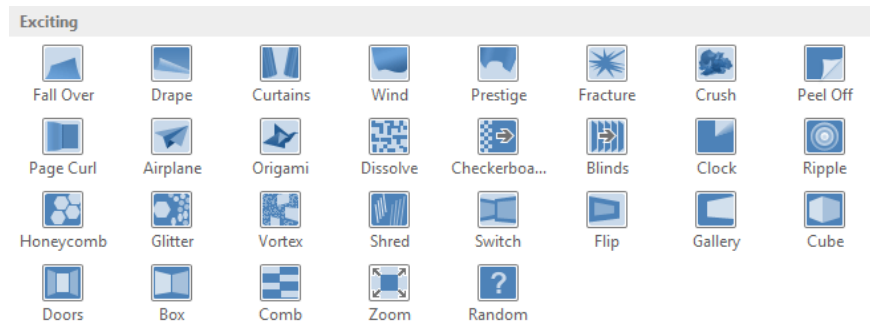 Exciting
Fall Over Drape Curtains Wind Prestige Fracture Crush Peel Off
Page Curl Airplane Origami Dissolve Checkerboa... Blinds Clock Ripple
Honeycomb Glitter Vortex Shred Switch Flip Gallery Cube
?
Doors Box Comb Zoom Random